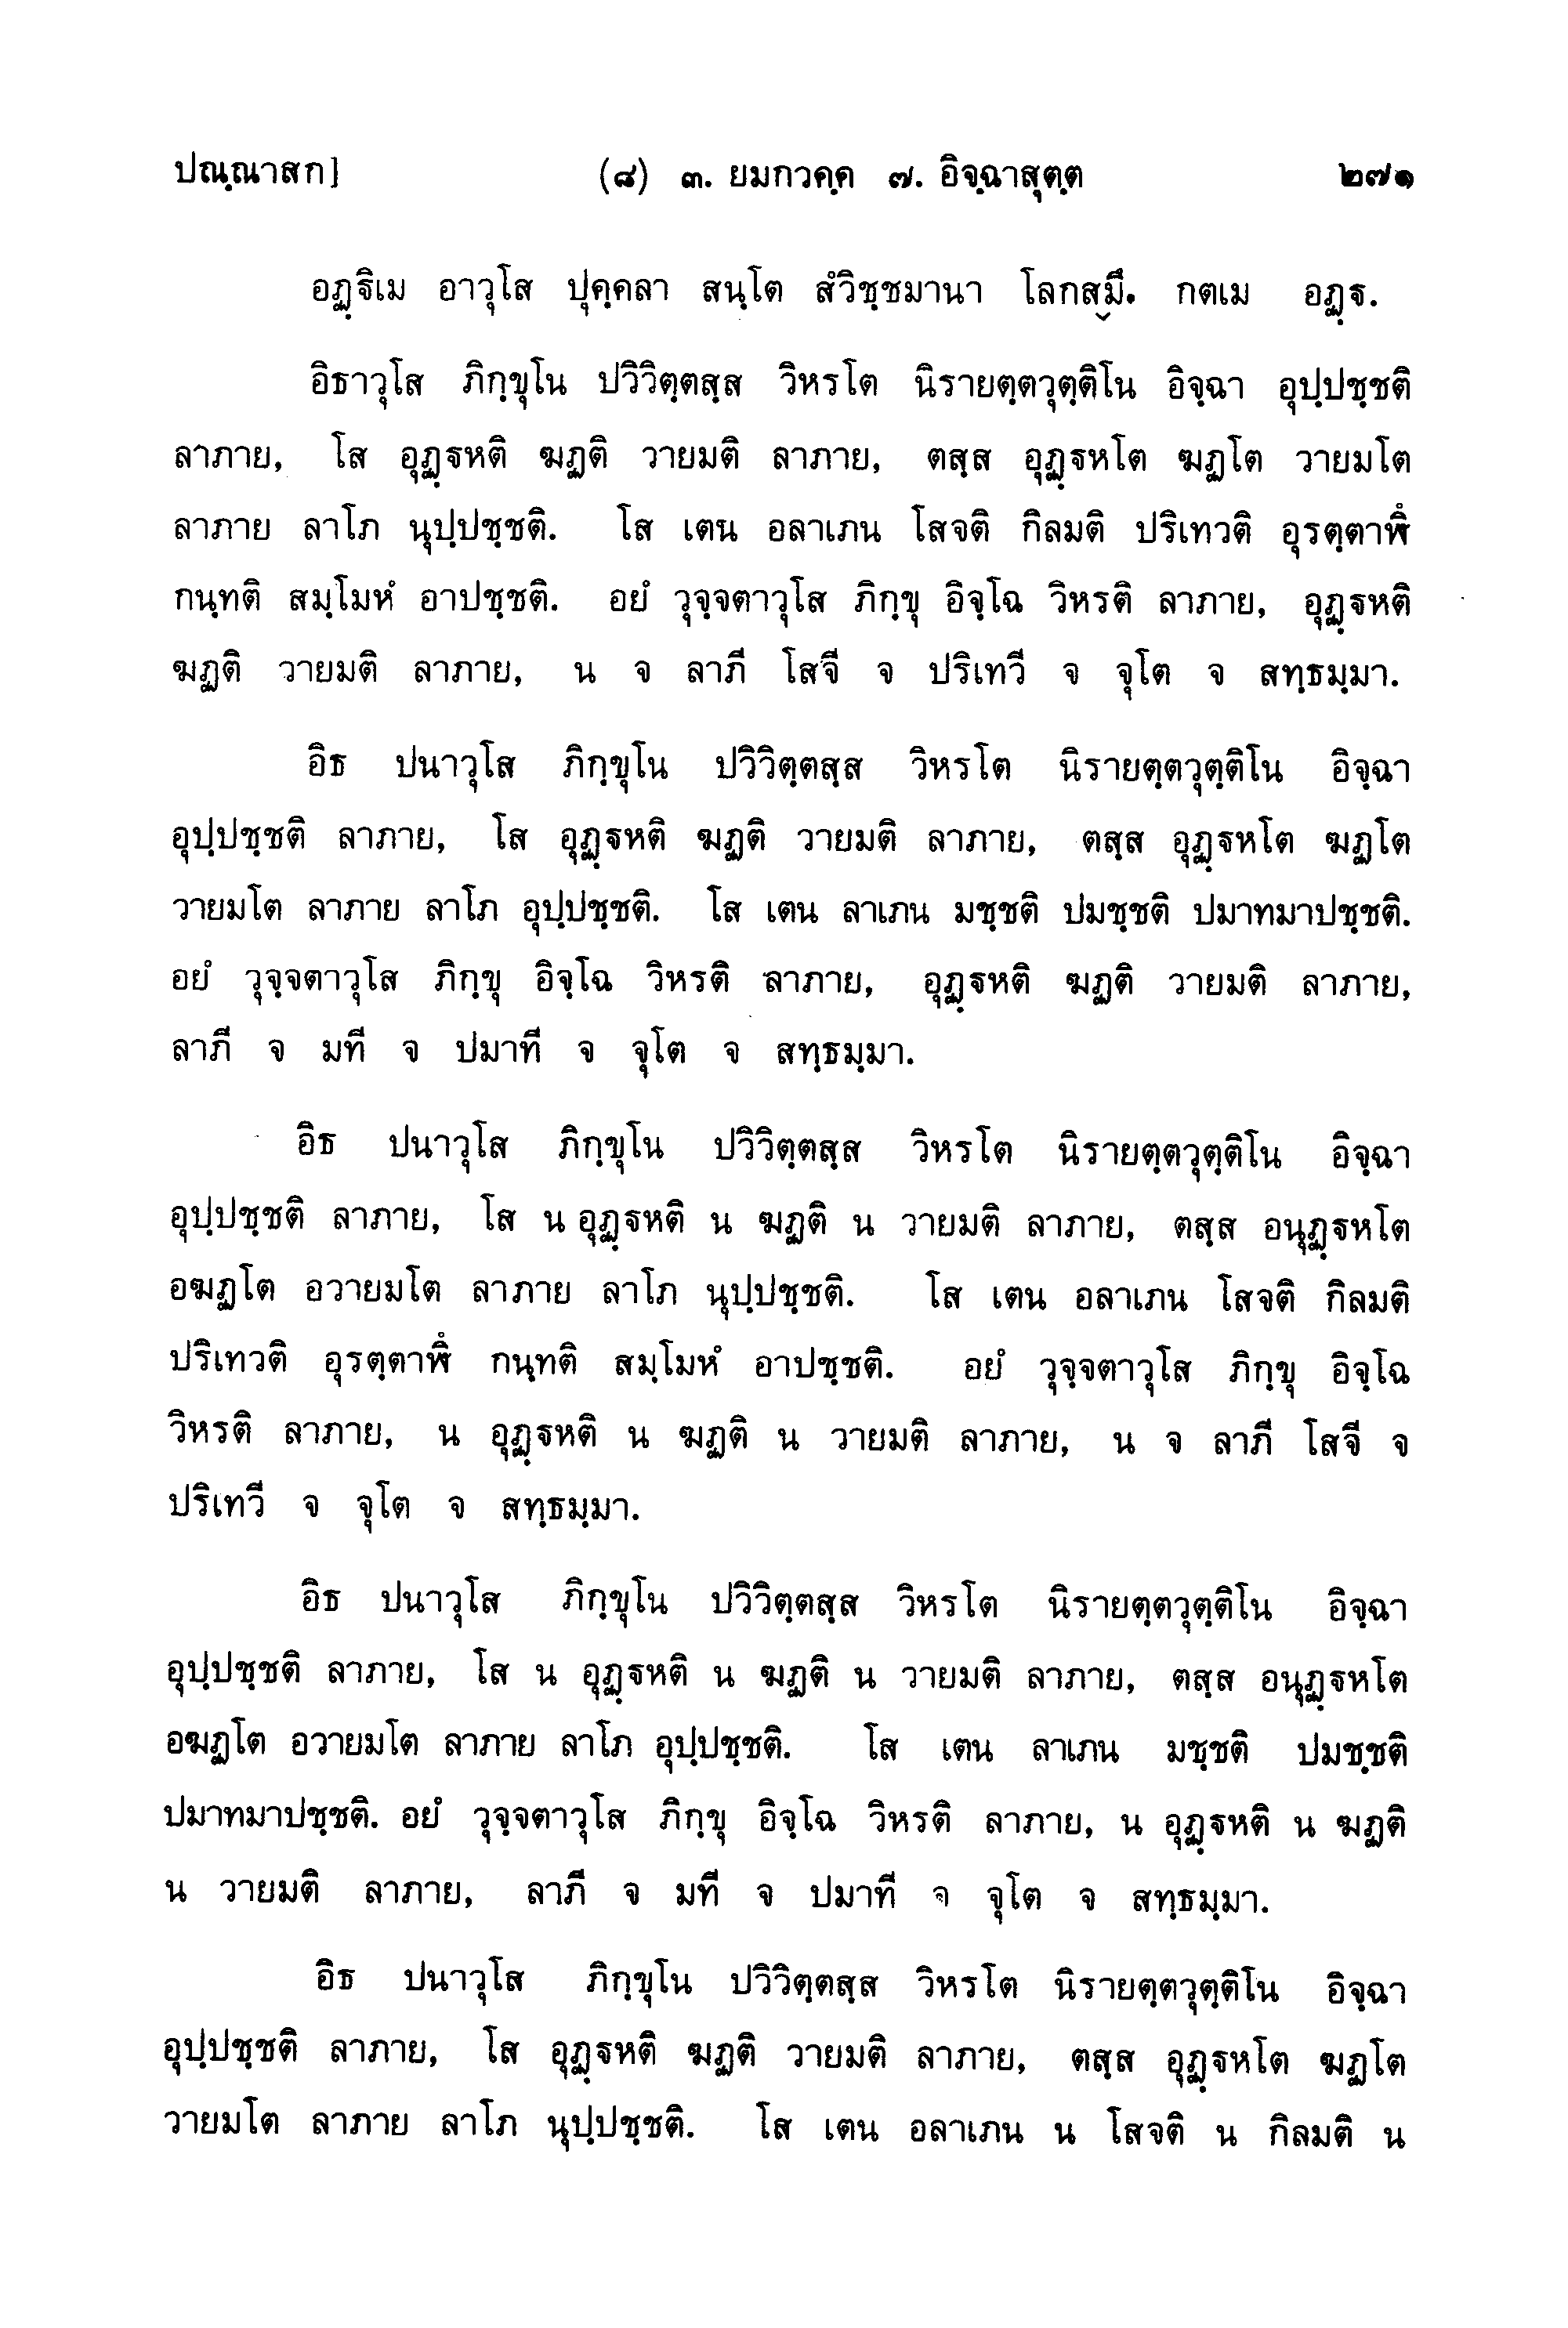 ปณฺณาสก] (๘) ๓. ยมกวคฺค ๗. อิจฺฉาสุตฺต ๒๗๑
อฏฺฐิเม อาวุโส ปุคฺคลา สนฺโต สํวิชฺชมานา โลกสฺมึ. กตเม อฏฺฐ.
อิธาวุโส ภิกฺขุโน ปวิวิตฺตสฺส วิหรโต นิรายตฺตวุตฺติโน อิจฺฉา อุปฺปชฺชติ
ลาภาย, โส อุฏฺฐหติ ฆฏติ วายมติ ลาภาย, ตสฺส อุฏฺฐหโต ฆฏโต วายมโต
ลาภาย ลาโภ นุปฺปชฺชติ. โส เตน อลาเภน โสจติ กิลมติ ปริเทวติ อุรตฺตาฬึ
กนฺทติ สมฺโมหํ อาปชฺชติ. อยํ วุจฺจตาวุโส ภิกฺขุ อิจฺโฉ วิหรติ ลาภาย, อุฏฺฐหติ
ฆฏติ วายมติ ลาภาย, น จ ลาภี โสจี จ ปริเทวี จ จุโต จ สทฺธมฺมา.
อิธ ปนาวุโส ภิกฺขุโน ปวิวิตฺตสฺส วิหรโต นิรายตฺตวุตฺติโน อิจฺฉา
อุปฺปชฺชติ ลาภาย, โส อุฏฺฐหติ ฆฏติ วายมติ ลาภาย, ตสฺส อุฏฺฐหโต ฆฏโต
วายมโต ลาภาย ลาโภ อุปฺปชฺชติ. โส เตน ลาเภน มชฺชติ ปมชฺชติ ปมาทมาปชฺชติ.
อยํ วุจฺจตาวุโส ภิกฺขุ อิจฺโฉ วิหรติ ลาภาย, อุฏฺฐหติ ฆฏติ วายมติ ลาภาย,
ลาภี จ มที จ ปมาที จ จุโต จ สทฺธมฺมา.
อิธ ปนาวุโส ภิกฺขุโน ปวิวิตฺตสฺส วิหรโต นิรายตฺตวุตฺติโน อิจฺฉา
อุปฺปชฺชติ ลาภาย, โส น อุฏฺฐหติ น ฆฏติ น วายมติ ลาภาย, ตสฺส อนุฏฺฐหโต
อฆฏโต อวายมโต ลาภาย ลาโภ นุปฺปชฺชติ. โส เตน อลาเภน โสจติ กิลมติ
ปริเทวติ อุรตฺตาฬึ กนฺทติ สมฺโมหํ อาปชฺชติ. อยํ วุจฺจตาวุโส ภิกฺขุ อิจฺโฉ
วิหรติ ลาภาย, น อุฏฺฐหติ น ฆฏติ น วายมติ ลาภาย, น จ ลาภี โสจี จ
ปริเทวี จ จุโต จ สทฺธมฺมา.
อิธ ปนาวุโส ภิกฺขุโน ปวิวิตฺตสฺส วิหรโต นิรายตฺตวุตฺติโน อิจฺฉา
อุปฺปชฺชติ ลาภาย, โส น อุฏฺฐหติ น ฆฏติ น วายมติ ลาภาย, ตสฺส อนุฏฺฐหโต
อฆฏโต อวายมโต ลาภาย ลาโภ อุปฺปชฺชติ. โส เตน ลาเภน มชฺชติ ปมชฺชติ
ปมาทมาปชฺชติ. อยํ วุจฺจตาวุโส ภิกฺขุ อิจฺโฉ วิหรติ ลาภาย, น อุฏฺฐหติ น ฆฏติ
น วายมติ ลาภาย, ลาภี จ มที จ ปมาที จ จุโต จ สทฺธมฺมา.
อิธ ปนาวุโส ภิกฺขุโน ปวิวิตฺตสฺส วิหรโต นิรายตฺตวุตฺติโน อิจฺฉา
อุปฺปชฺชติ ลาภาย, โส อุฏฺฐหติ ฆฏติ วายมติ ลาภาย, ตสฺส อุฏฺฐหโต ฆฏโต
วายมโต ลาภาย ลาโภ นุปฺปชฺชติ. โส เตน อลาเภน น โสจติ น กิลมติ น